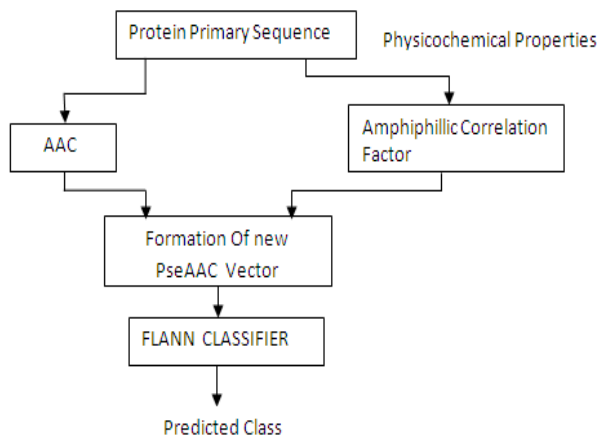 Protein Primary Sequence
Physicochemical Properties
AAC
Amphiphillic Correlation
Factor
Formation Of new
PseAAC Vector
FLANN CLASSIFIER
Predicted Class